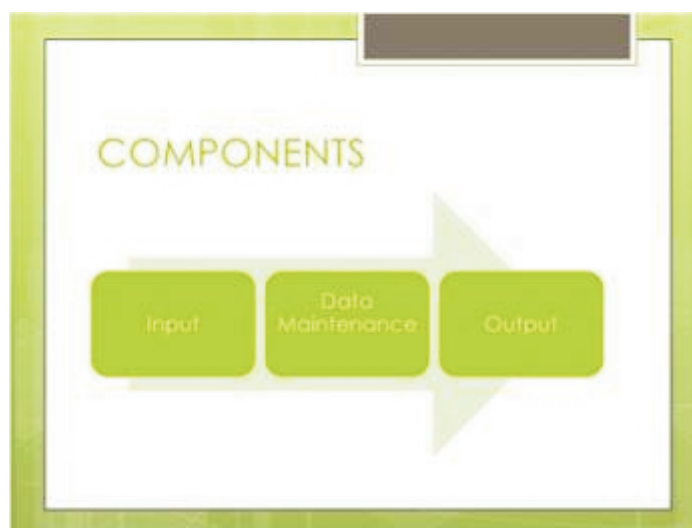 COMPONENTS
Input
Data
Maintenance
Output